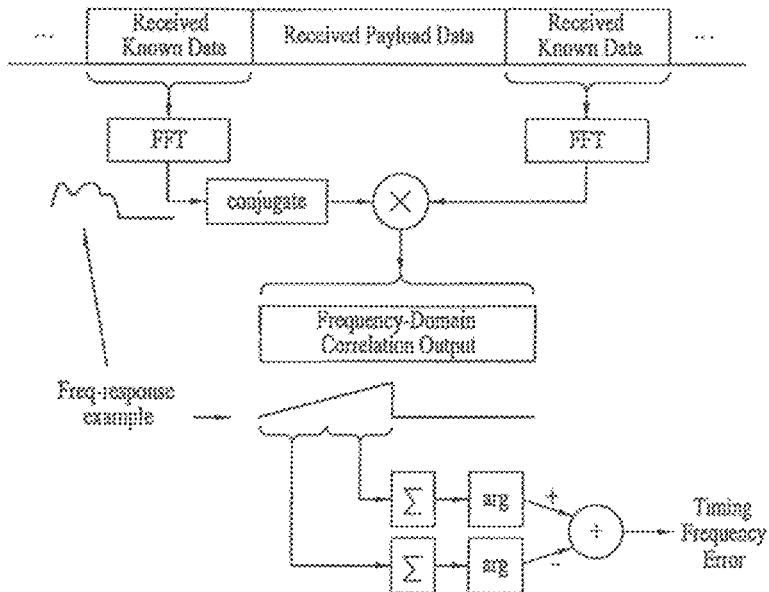 ... Received Known Data Received Payload Data Received Known Data ...
FFT FFT
conjugate ×
Frequency-Domain
Correlation Output
Freq-response
example
Σ arg +
+ Timing
Frequency
Error
Σ arg -